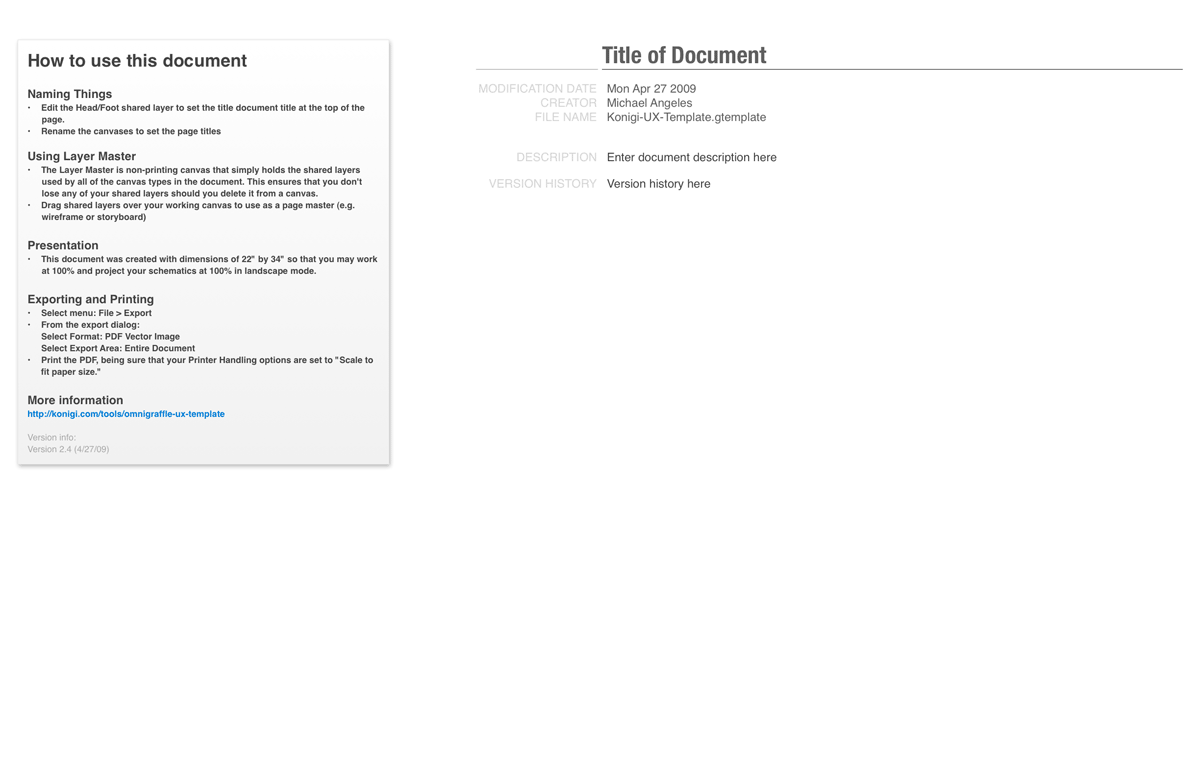 How to use this document
Naming Things
• Edit the Head/Foot shared layer to set the title document title at the top of the
page.
• Rename the canvases to set the page titles
Using Layer Master
• The Layer Master is non-printing canvas that simply holds the shared layers
used by all of the canvas types in the document. This ensures that you don't
lose any of your shared layers should you delete it from a canvas.
• Drag shared layers over your working canvas to use as a page master (e.g.
wireframe or storyboard)
Presentation
• This document was created with dimensions of 22" by 34" so that you may work
at 100% and project your schematics at 100% in landscape mode.
Exporting and Printing
• Select menu: File > Export
• From the export dialog:
Select Format: PDF Vector Image
Select Export Area: Entire Document
• Print the PDF, being sure that your Printer Handling options are set to "Scale to
fit paper size."
More information
http://konigi.com/tools/omnigraffle-ux-template
Version info:
Version 2.4 (4/27/09)
Title of Document
MODIFICATION DATE Mon Apr 27 2009
CREATOR Michael Angeles
FILE NAME Konigi-UX-Template.gtemplate
DESCRIPTION Enter document description here
VERSION HISTORY Version history here